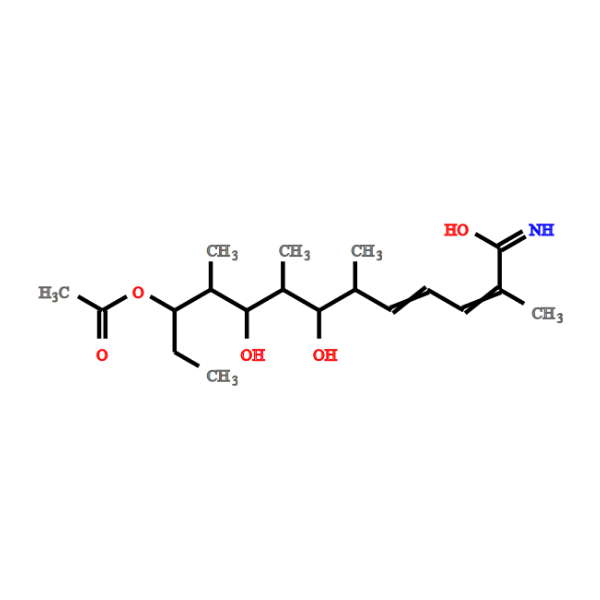 HO NH
CH₃ CH₃ CH₃
H₃C O CH₃
O OH OH
CH₃